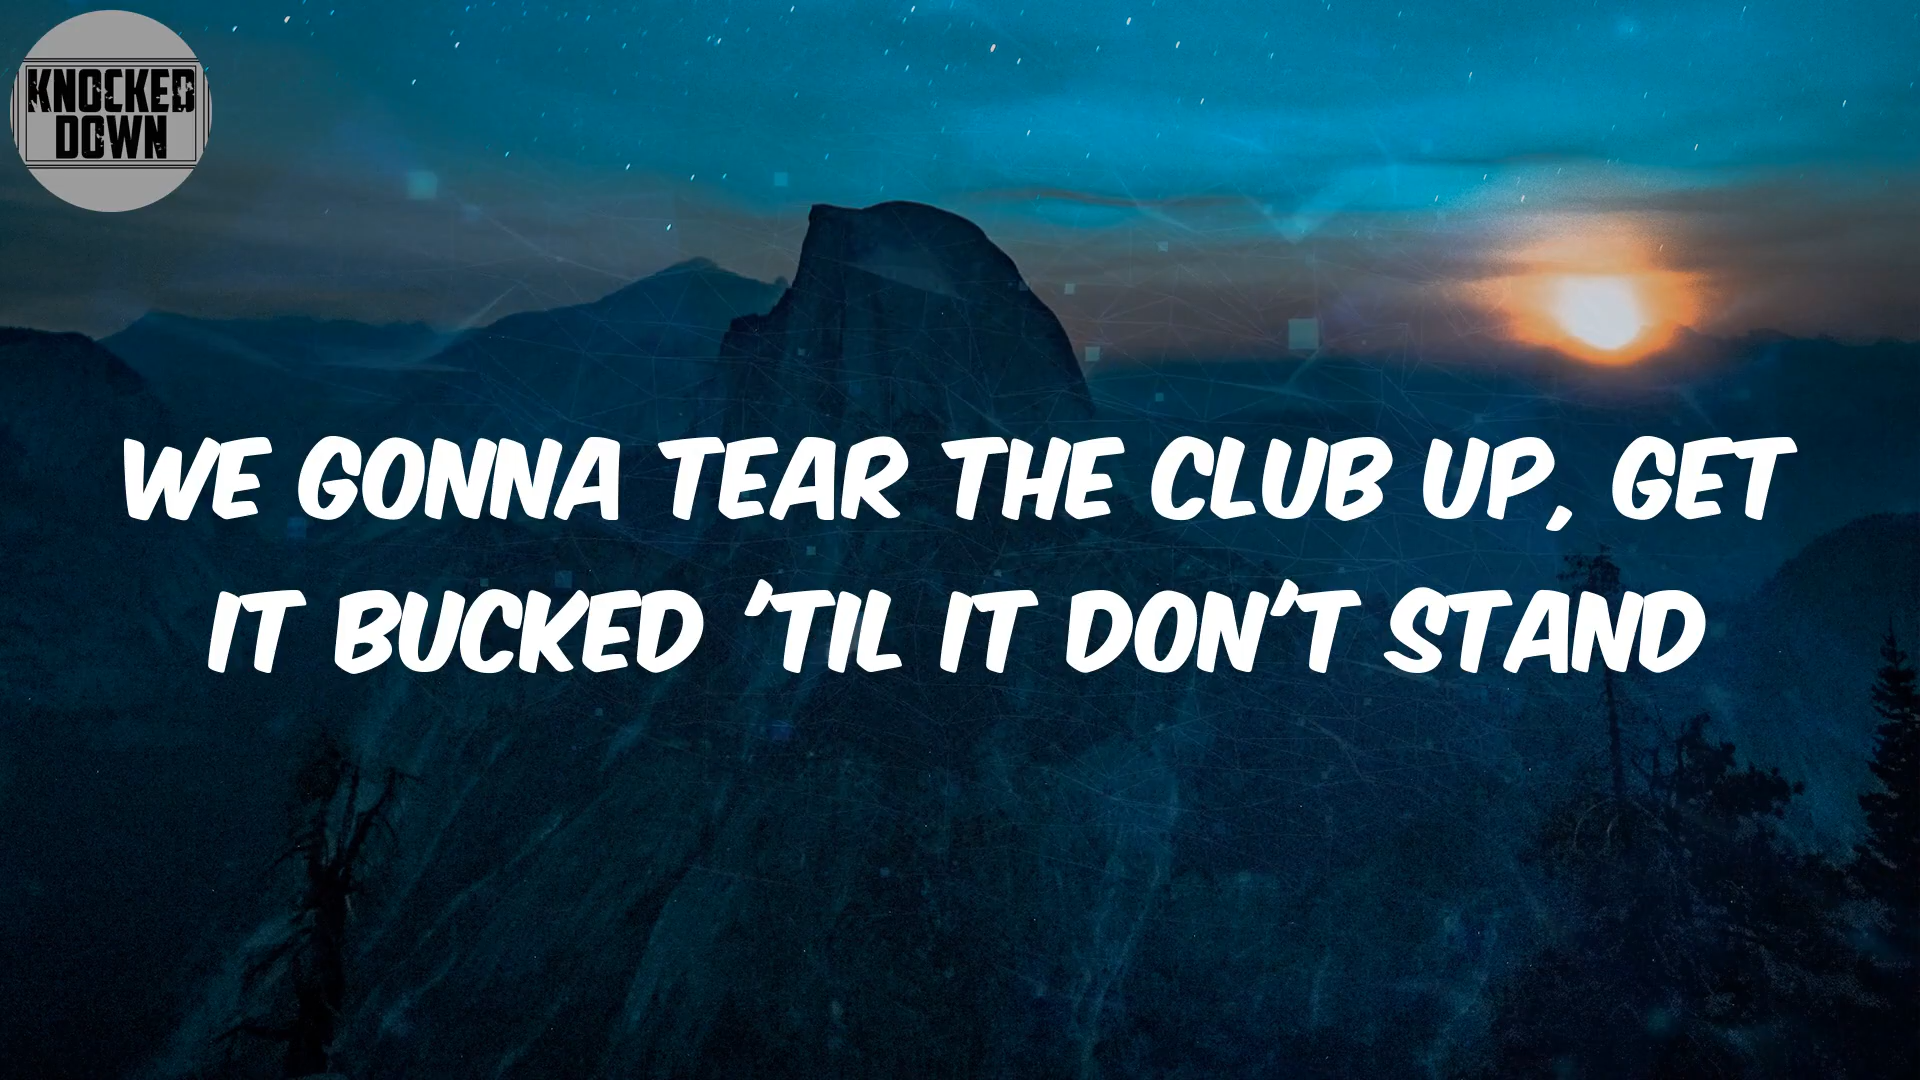 KNOCKED
DOWN
WE GONNA TEAR THE CLUB UP, GET
IT BUCKED 'TIL IT DON'T STAND